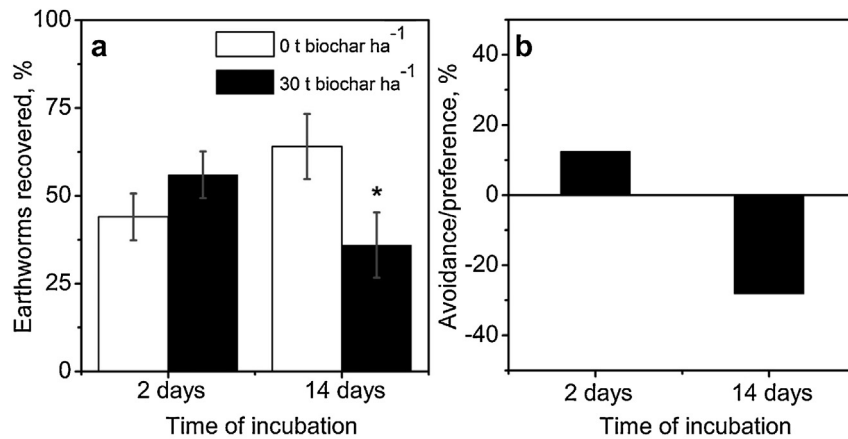 a
0 t biochar ha⁻¹
30 t biochar ha⁻¹
Earthworms recovered, %
100
75
50
25
0
*
2 days
14 days
Time of incubation
b
Avoidance/preference, %
40
20
0
-20
-40
2 days
14 days
Time of incubation